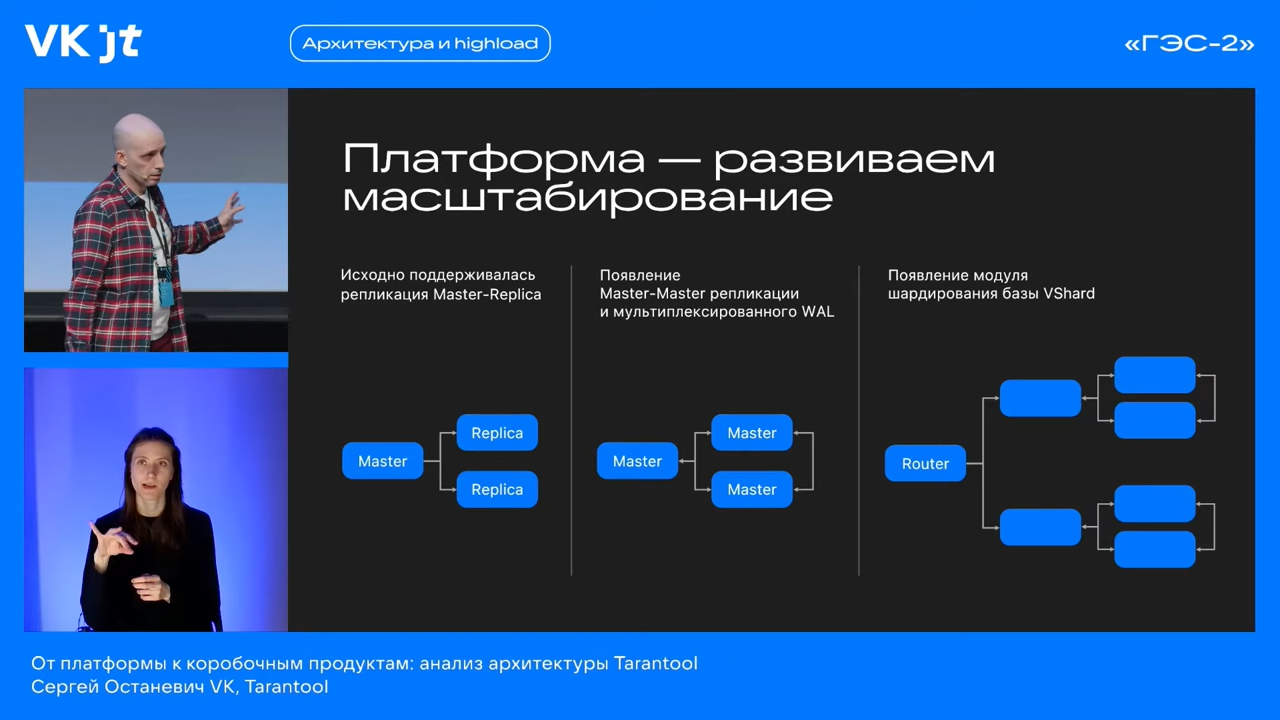 VK jt
Архитектура и highload
«ГЭС-2»
Платформа — развиваем
масштабирование
Исходно поддерживалась
репликация Master-Replica
Master
Replica
Replica
Появление
Master-Master репликации
и мультиплексированного WAL
Master
Master
Master
Появление модуля
шардирования базы VShard
Router
От платформы к коробочным продуктам: анализ архитектуры Tarantool
Сергей Останевич VK, Tarantool